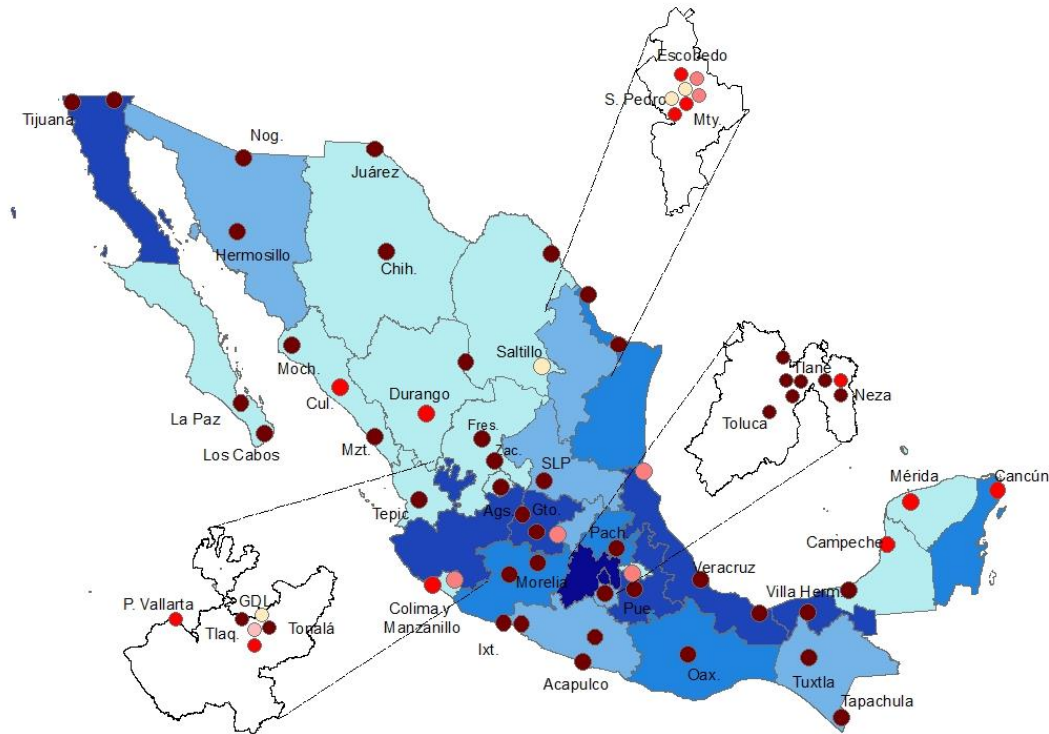 Escobedo
S. Pedro
Mty.
Tijuana
Nog.
Juárez
Hermosillo
Chih.
Moch.
Saltillo
Cul.
Durango
La Paz
Los Cabos
Mzt.
Fres.
Zac.
SLP
Tlane
Neza
Toluca
Tepic
Ags.
Gto.
Pach.
Mérida
Cancún
Campeche
P. Vallarta
GDL
Tlaq.
Tonalá
Colima y
Manzanillo
Morelia
Pue.
Veracruz
Villa Herm.
Ixt.
Acapulco
Oax.
Tuxtla
Tapachula